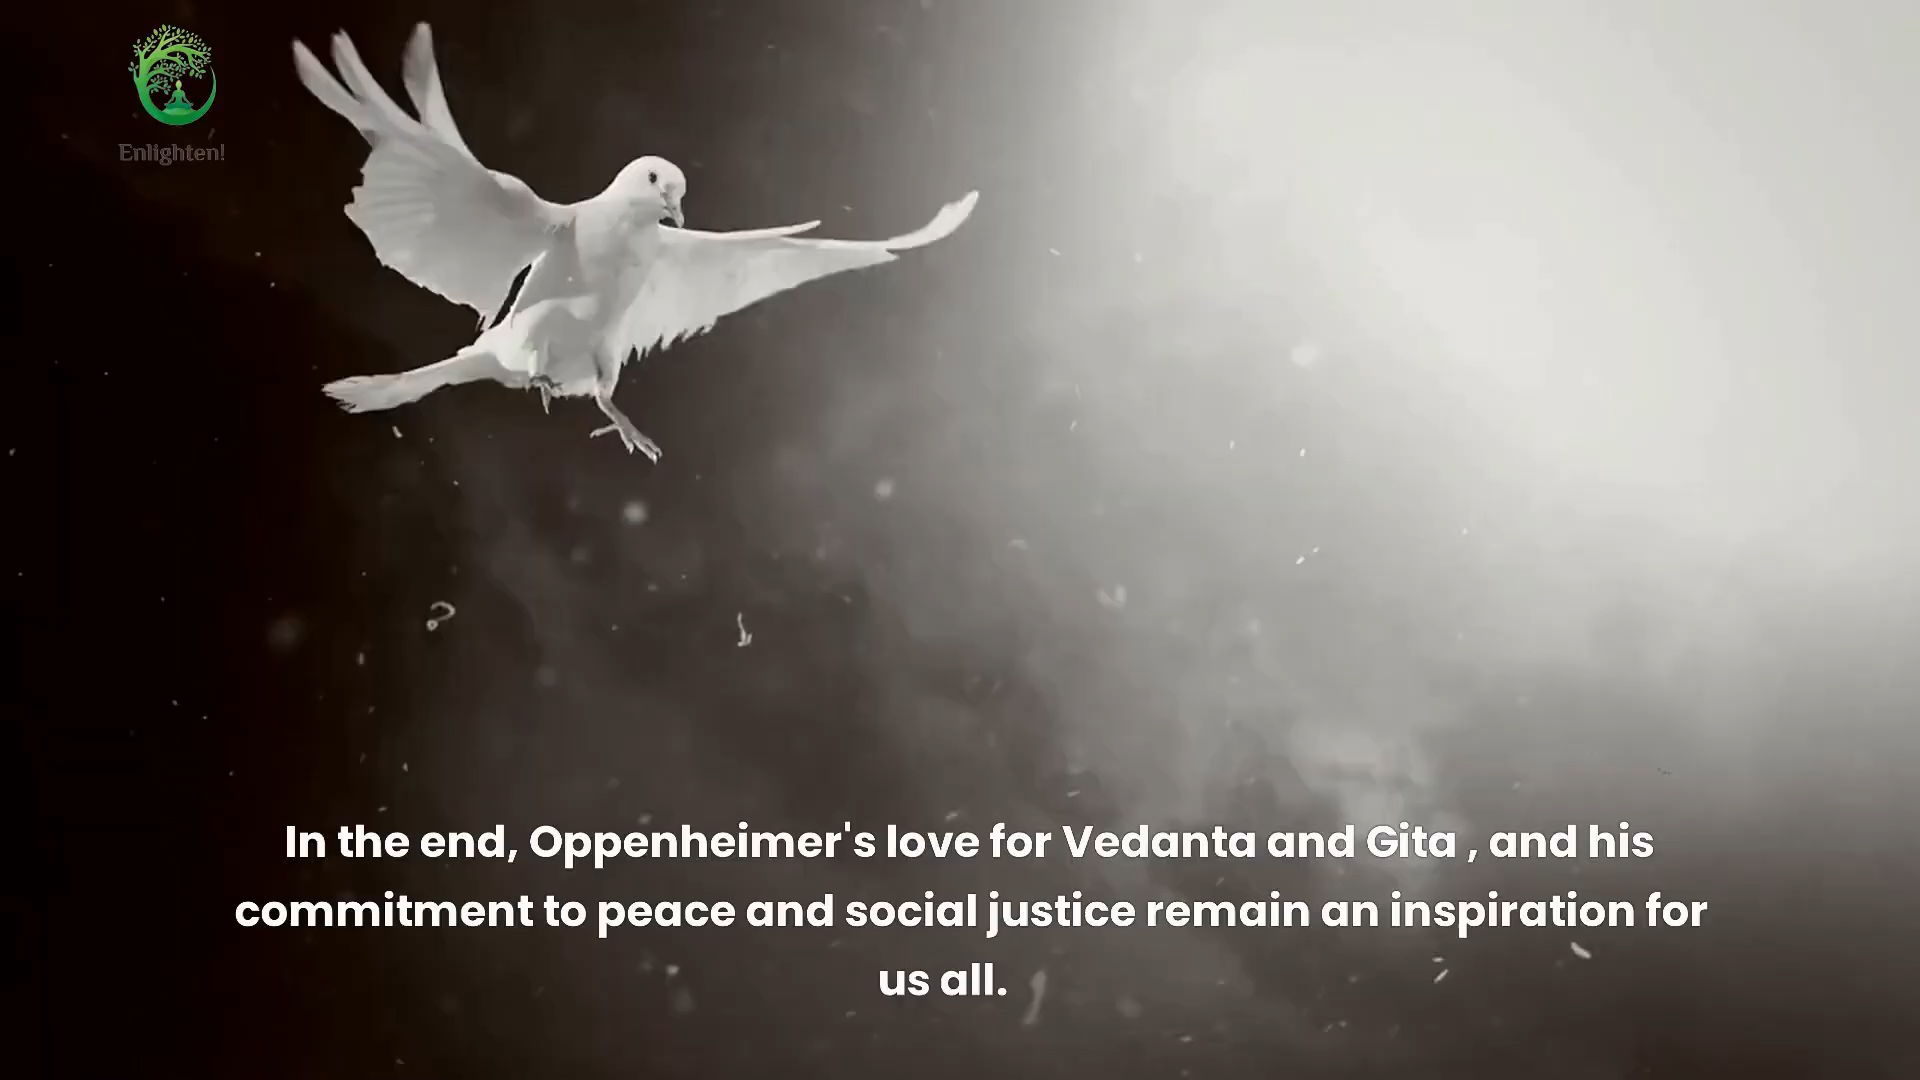 Enlighten!
In the end, Oppenheimer's love for Vedanta and Gita , and his
commitment to peace and social justice remain an inspiration for
us all.